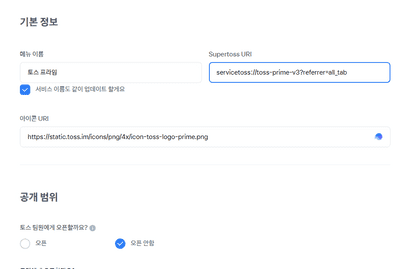 기본 정보
메뉴 이름
Supertoss URI
토스 프라임
servicetoss://toss-prime-v3?referrer=all_tab
서비스 이름도 같이 업데이트 할게요
아이콘 URI
https://static.toss.im/icons/png/4x/icon-toss-logo-prime.png
공개 범위
토스 팀원에게 오픈할까요?
오픈
오픈 안함